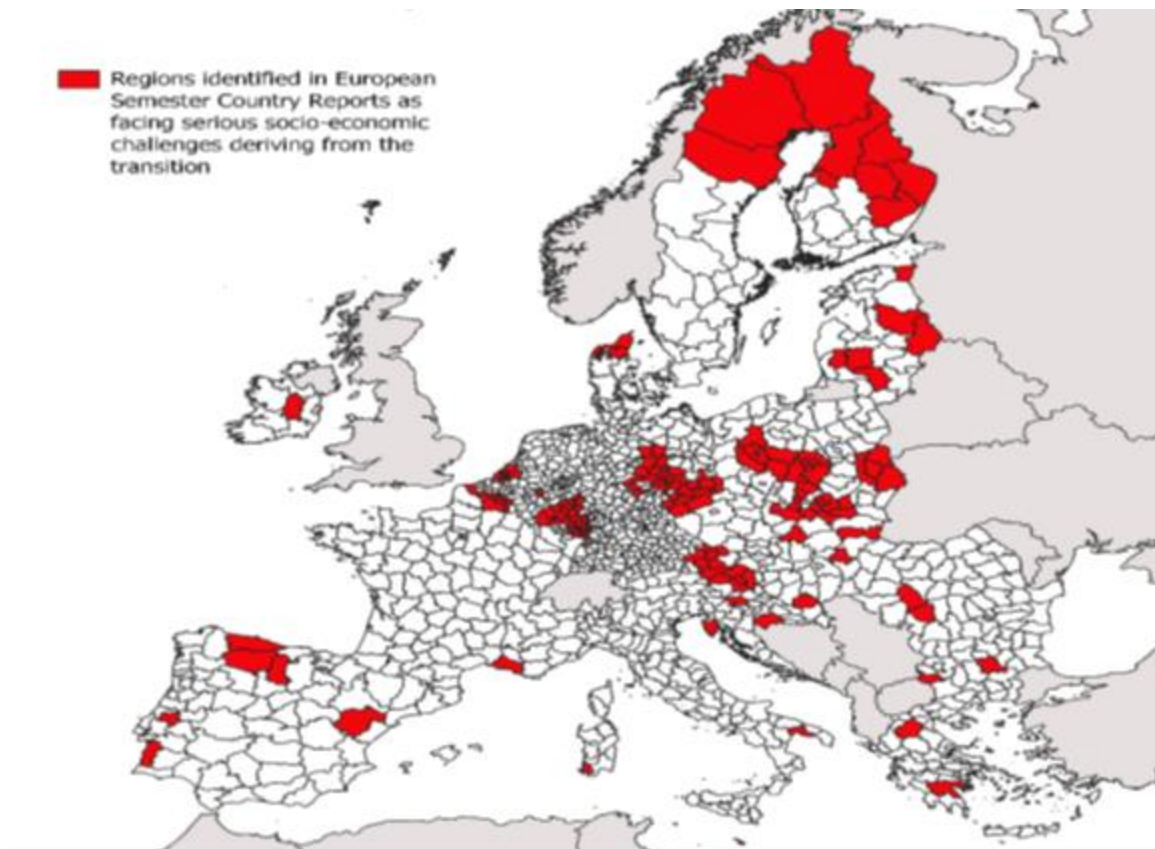 Regions identified in European
Semester Country Reports as
facing serious socio-economic
challenges deriving from the
transition